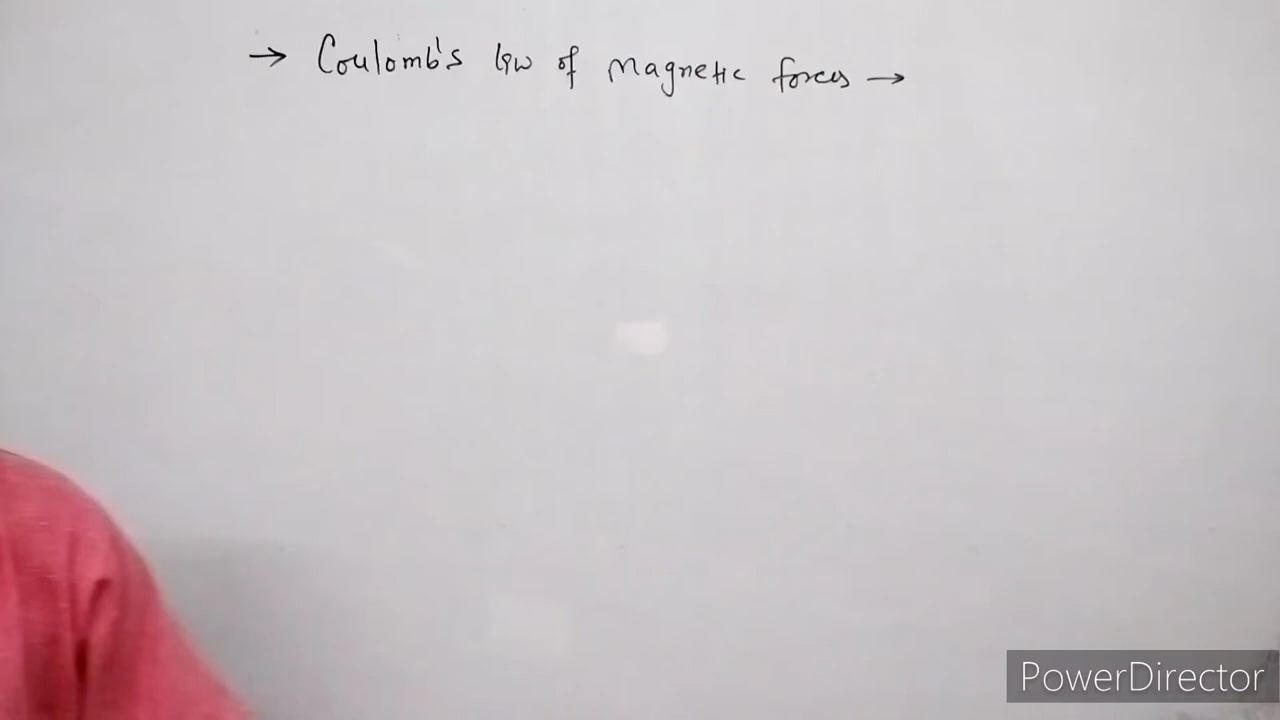 → Coulomb's law of magnetic forces →
PowerDirector